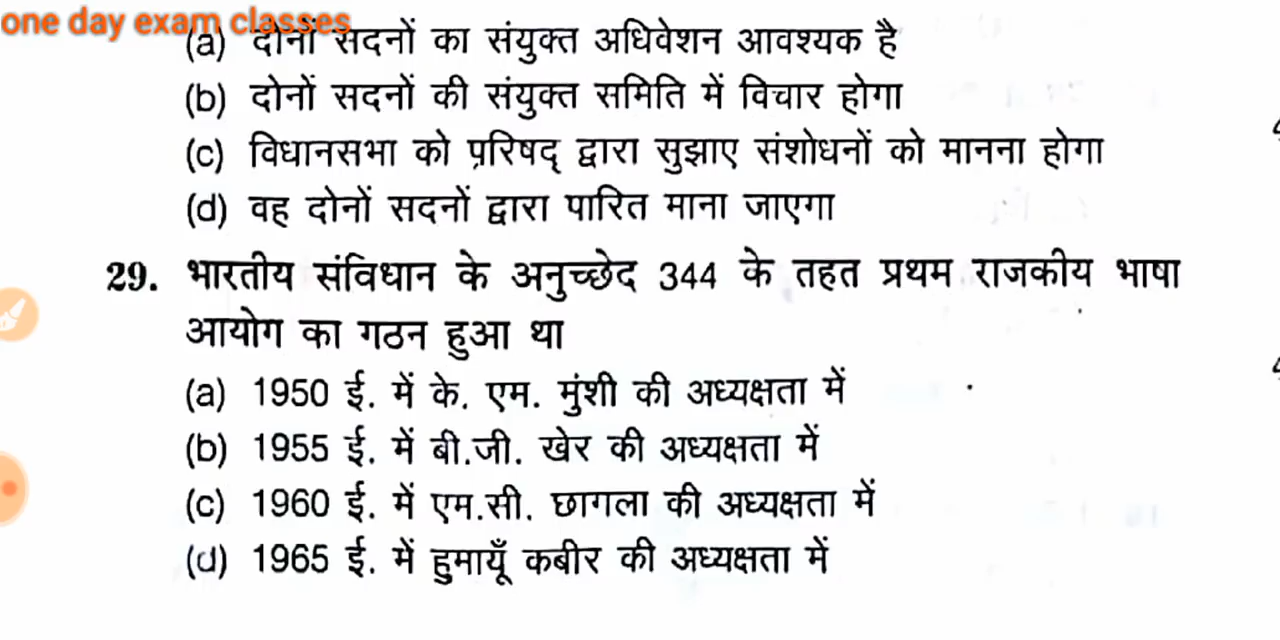 one day exam classes
(a) दोनों सदनों का संयुक्त अधिवेशन आवश्यक है
(b) दोनों सदनों की संयुक्त समिति में विचार होगा
(c) विधानसभा को परिषद् द्वारा सुझाए संशोधनों को मानना होगा
(d) वह दोनों सदनों द्वारा पारित माना जाएगा
29. भारतीय संविधान के अनुच्छेद 344 के तहत प्रथम राजकीय भाषा
आयोग का गठन हुआ था
(a) 1950 ई. में के. एम. मुंशी की अध्यक्षता में
(b) 1955 ई. में बी.जी. खेर की अध्यक्षता में
(c) 1960 ई. में एम.सी. छागला की अध्यक्षता में
(d) 1965 ई. में हुमायूँ कबीर की अध्यक्षता में